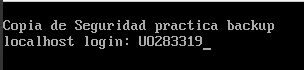 Copia de Seguridad practica backup
localhost login: UO283319_